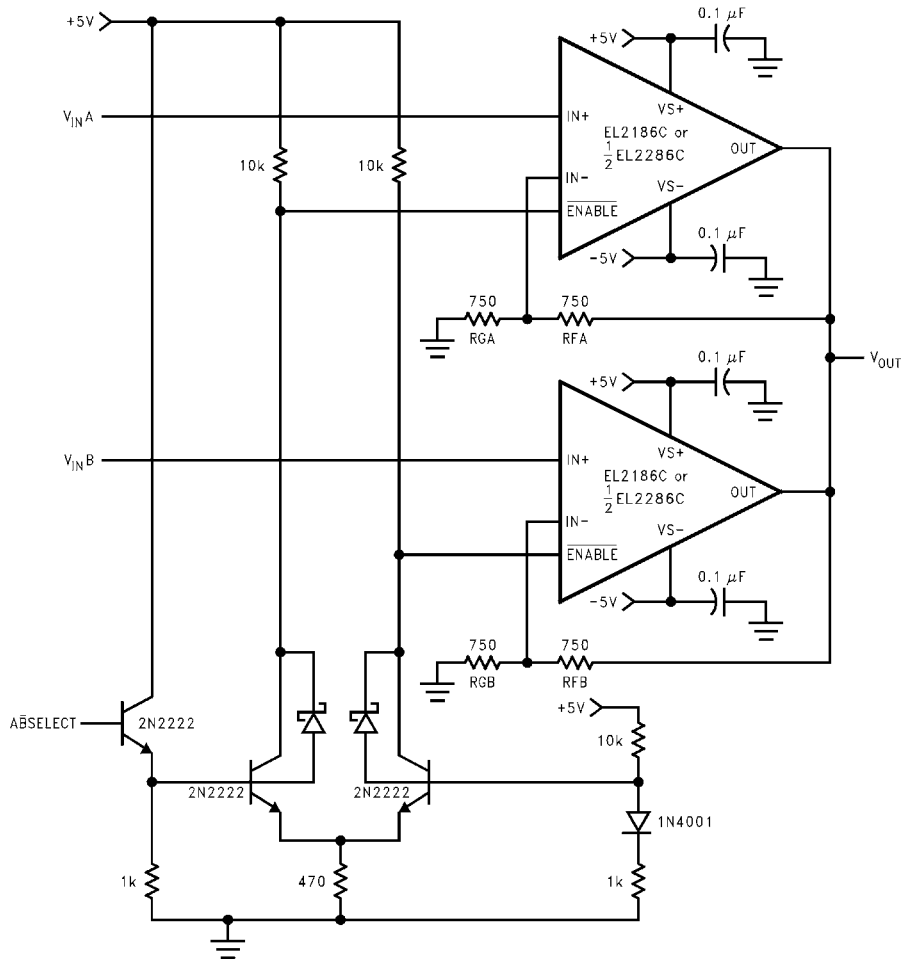 +5V
0.1 μF
+5V
VS+
V_IN A
IN+
EL2186C or
½ EL2286C
OUT
10k
10k
IN-
VS-
E̅N̅A̅B̅L̅E̅
0.1 μF
-5V
750
750
RGA
RFA
0.1 μF
V_OUT
+5V
VS+
V_IN B
IN+
EL2186C or
½ EL2286C
OUT
IN-
VS-
E̅N̅A̅B̅L̅E̅
0.1 μF
-5V
750
750
RGB
RFB
+5V
AB̅SELECT
2N2222
10k
2N2222
2N2222
1N4001
1k
470
1k